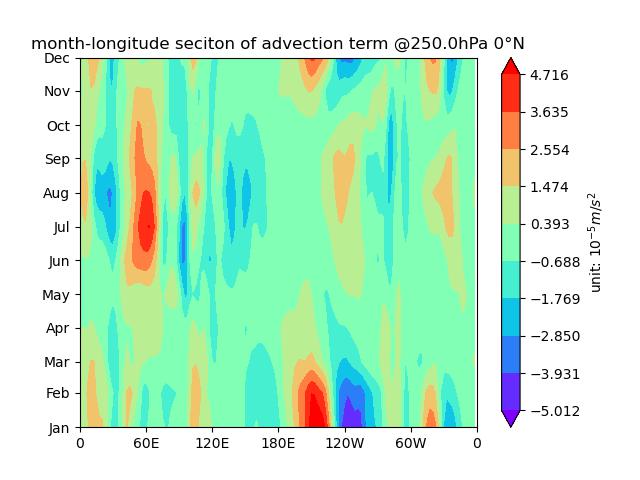 month-longitude seciton of advection term @250.0hPa 0°N
Dec
Nov
Oct
Sep
Aug
Jul
Jun
May
Apr
Mar
Feb
Jan
0 60E 120E 180E 120W 60W 0
4.716
3.635
2.554
1.474
0.393
−0.688
−1.769
−2.850
−3.931
−5.012
unit: 10⁻⁵m/s²